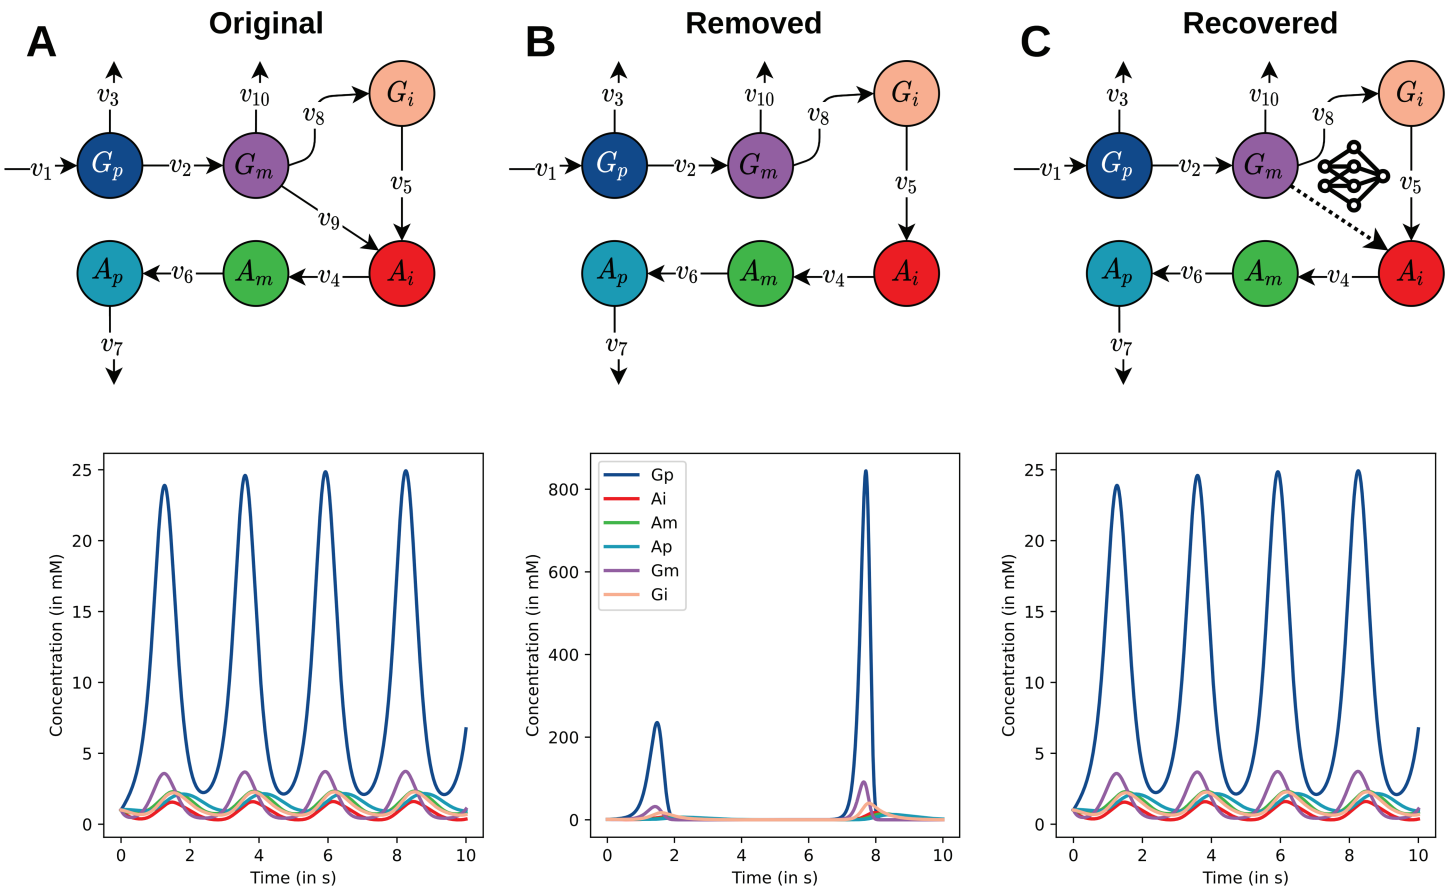 A Original
v3
v10
v8
Gi
v1
Gp
v2
Gm
v9
v5
Ap
v6
Am
v4
Ai
v7
B Removed
v3
v10
v8
Gi
v1
Gp
v2
Gm
v5
Ap
v6
Am
v4
Ai
v7
C Recovered
v3
v10
v8
Gi
v1
Gp
v2
Gm
v5
Ap
v6
Am
v4
Ai
v7
Concentration (in mM)
25
20
15
10
5
0
0 2 4 6 8 10
Time (in s)
Concentration (in mM)
800
600
400
200
0
Gp
Ai
Am
Ap
Gm
Gi
0 2 4 6 8 10
Time (in s)
Concentration (in mM)
25
20
15
10
5
0
0 2 4 6 8 10
Time (in s)